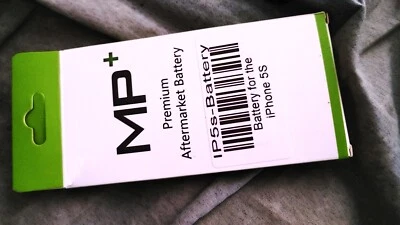 MP+
Premium
Aftermarket Battery
IP5s-Battery
Battery for the
iPhone 5S